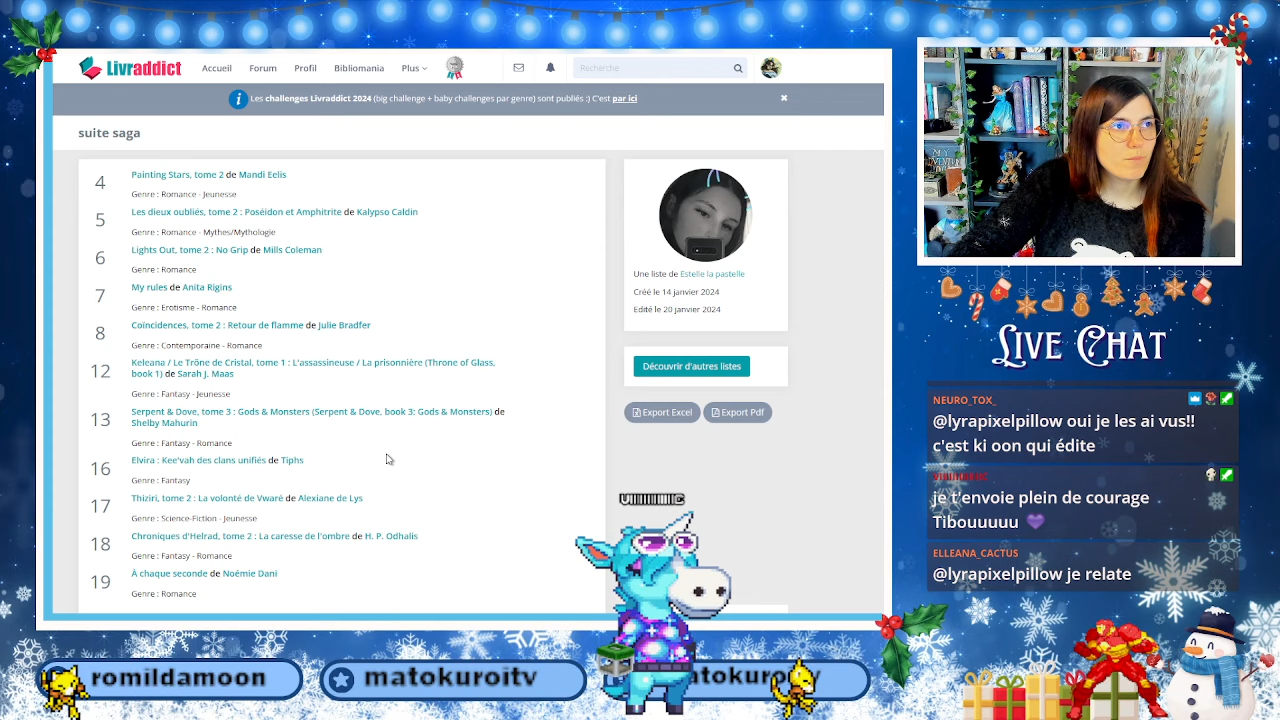 Livraddict
Accueil
Forum
Profil
Bibliomania
Plus
Recherche
Les challenges Livraddict 2024 (big challenge + baby challenges par genre) sont publiés :) C'est par ici
suite saga
4
Painting Stars, tome 2 de Mandi Eelis
Genre : Romance - Jeunesse
5
Les dieux oubliés, tome 2 : Poséidon et Amphitrite de Kalypso Caldin
Genre : Romance - Mythes/Mythologie
6
Lights Out, tome 2 : No Grip de Mills Coleman
Genre : Romance
7
My rules de Anita Rigins
Genre : Erotisme - Romance
8
Coïncidences, tome 2 : Retour de flamme de Julie Bradfer
Genre : Contemporaine - Romance
12
Keleana / Le Trône de Cristal, tome 1 : L'assassineuse / La prisonnière (Throne of Glass,
book 1) de Sarah J. Maas
Genre : Fantasy - Jeunesse
13
Serpent & Dove, tome 3 : Gods & Monsters (Serpent & Dove, book 3: Gods & Monsters) de
Shelby Mahurin
Genre : Fantasy - Romance
16
Elvira : Kee'vah des clans unifiés de Tiphs
Genre : Fantasy
17
Thiziri, tome 2 : La volonté de Vwaré de Alexiane de Lys
Genre : Science-Fiction - Jeunesse
18
Chroniques d'Helrad, tome 2 : La caresse de l'ombre de H. P. Odhalis
Genre : Fantasy - Romance
19
À chaque seconde de Noémie Dani
Genre : Romance
Une liste de Estelle la pastelle
Créé le 14 janvier 2024
Edité le 20 janvier 2024
Découvrir d'autres listes
Export Excel
Export Pdf
LIVE CHAT
NEURO_TOX_
@lyrapixelpillow oui je les ai vus!!
c'est ki oon qui édite
je t'envoie plein de courage
Tibouuuuu 💜
ELLEANA_CACTUS
@lyrapixelpillow je relate
romildamoon
matokuroitv